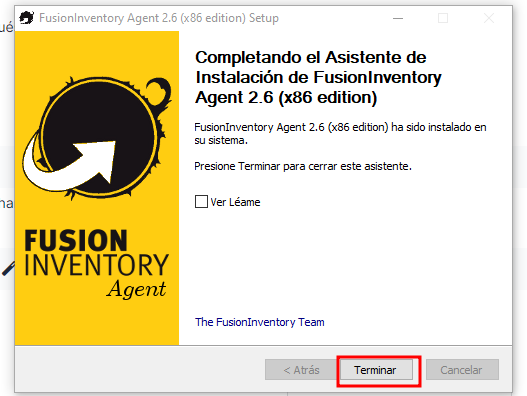 FusionInventory Agent 2.6 (x86 edition) Setup
Completando el Asistente de
Instalación de FusionInventory
Agent 2.6 (x86 edition)
FusionInventory Agent 2.6 (x86 edition) ha sido instalado en
su sistema.
Presione Terminar para cerrar este asistente.
Ver Léame
FUSION
INVENTORY
Agent
The FusionInventory Team
< Atrás
Terminar
Cancelar